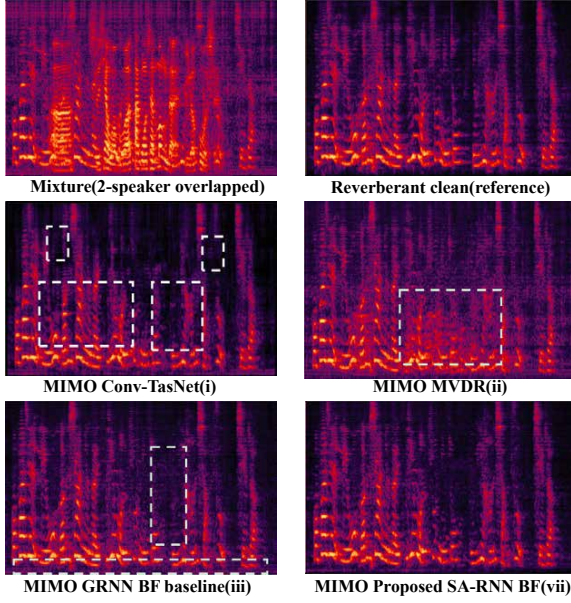 Mixture(2-speaker overlapped)
Reverberant clean(reference)
MIMO Conv-TasNet(i)
MIMO MVDR(ii)
MIMO GRNN BF baseline(iii)
MIMO Proposed SA-RNN BF(vii)